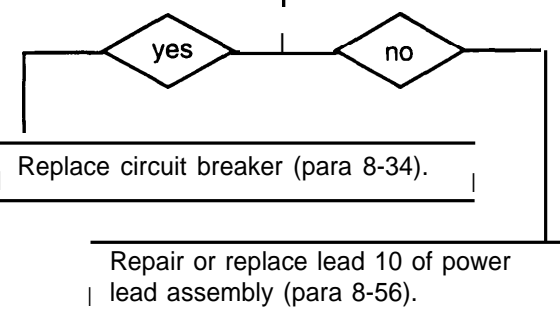 yes
no
Replace circuit breaker (para 8-34).
Repair or replace lead 10 of power
lead assembly (para 8-56).